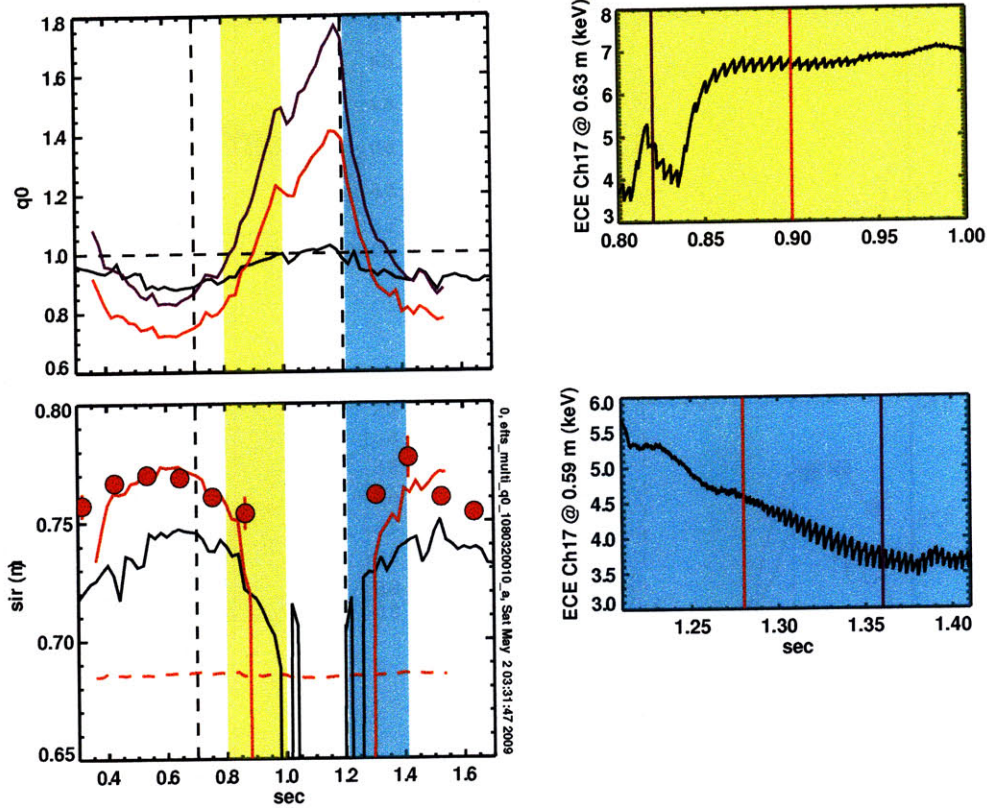 1.8
1.6
1.4
1.2
1.0
0.8
0.6
q0
0.80
0.75
0.70
0.65
sir (m)
0.4 0.6 0.8 1.0 1.2 1.4 1.6
sec
0, efts_multi_q0_1080320010_a, Sat May 2 03:31:47 2009
8
7
6
5
4
3
ECE Ch17 @ 0.63 m (keV)
0.80 0.85 0.90 0.95 1.00
6.0
5.5
5.0
4.5
4.0
3.5
3.0
ECE Ch17 @ 0.59 m (keV)
1.25 1.30 1.35 1.40
sec